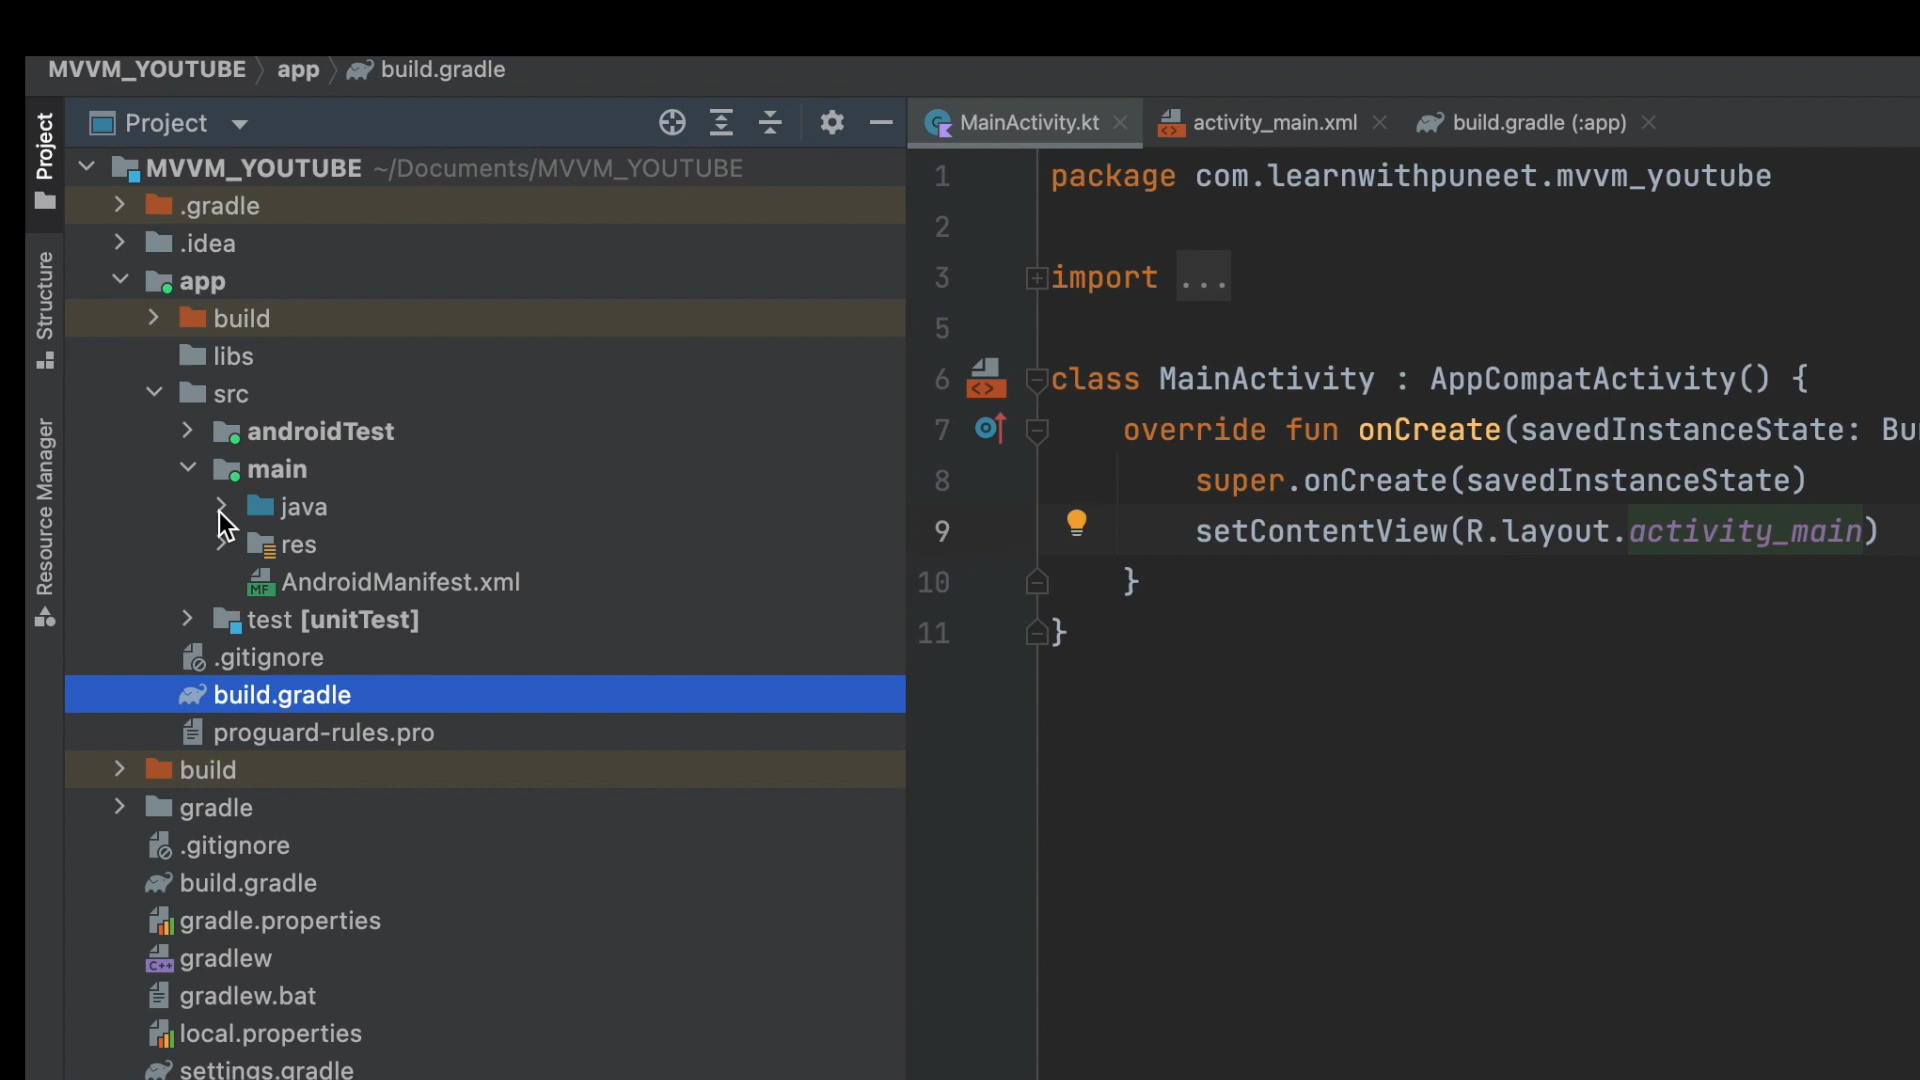 MVVM_YOUTUBE app build.gradle
Project
Structure
Resource Manager
Project
MVVM_YOUTUBE ~/Documents/MVVM_YOUTUBE
.gradle
.idea
app
build
libs
src
androidTest
main
java
res
AndroidManifest.xml
test [unitTest]
.gitignore
build.gradle
proguard-rules.pro
build
gradle
.gitignore
build.gradle
gradle.properties
gradlew
gradlew.bat
local.properties
settings.gradle
MainActivity.kt activity_main.xml build.gradle (:app)
1 package com.learnwithpuneet.mvvm_youtube
2
3 import ...
5
6 class MainActivity : AppCompatActivity() {
7 override fun onCreate(savedInstanceState: Bu
8 super.onCreate(savedInstanceState)
9 setContentView(R.layout.activity_main)
10 }
11 }